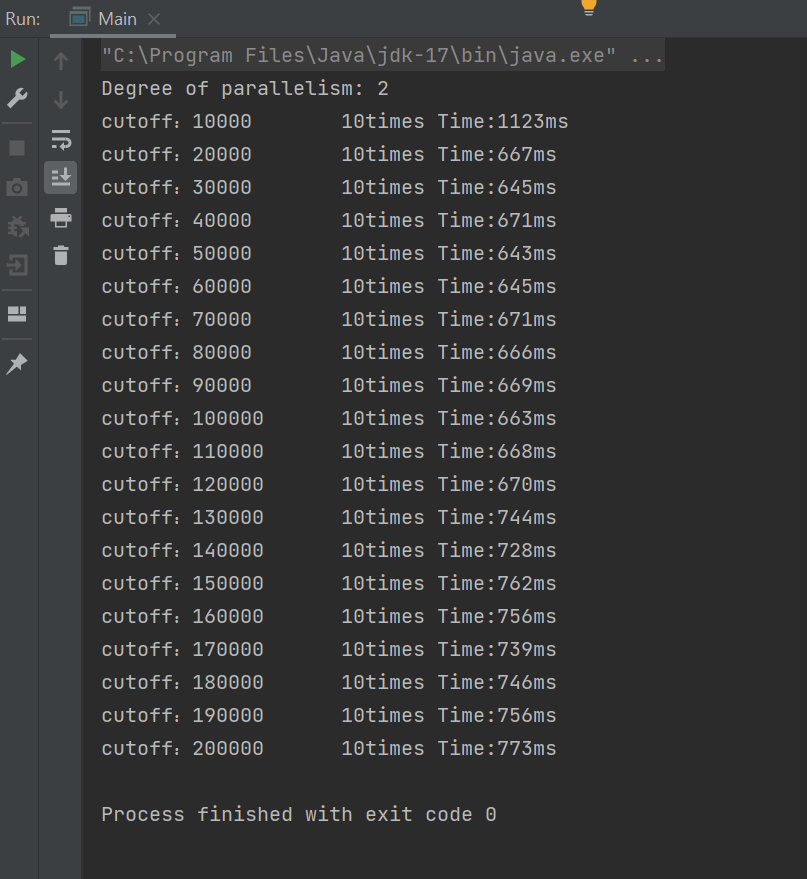 Run: Main
"C:\Program Files\Java\jdk-17\bin\java.exe" ...
Degree of parallelism: 2
cutoff：10000 10times Time:1123ms
cutoff：20000 10times Time:667ms
cutoff：30000 10times Time:645ms
cutoff：40000 10times Time:671ms
cutoff：50000 10times Time:643ms
cutoff：60000 10times Time:645ms
cutoff：70000 10times Time:671ms
cutoff：80000 10times Time:666ms
cutoff：90000 10times Time:669ms
cutoff：100000 10times Time:663ms
cutoff：110000 10times Time:668ms
cutoff：120000 10times Time:670ms
cutoff：130000 10times Time:744ms
cutoff：140000 10times Time:728ms
cutoff：150000 10times Time:762ms
cutoff：160000 10times Time:756ms
cutoff：170000 10times Time:739ms
cutoff：180000 10times Time:746ms
cutoff：190000 10times Time:756ms
cutoff：200000 10times Time:773ms
Process finished with exit code 0